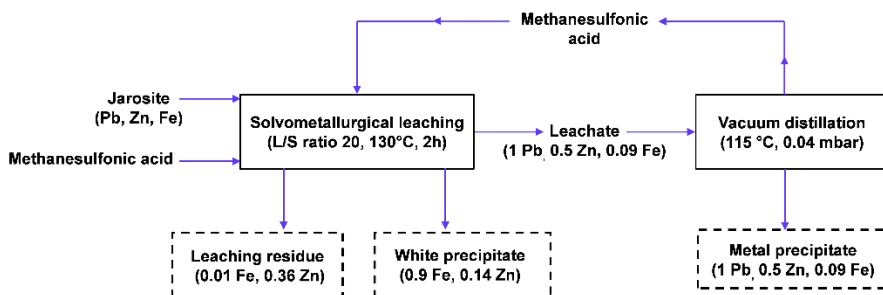 Methanesulfonic
acid
Jarosite
(Pb, Zn, Fe)
Methanesulfonic acid
Solvometallurgical leaching
(L/S ratio 20, 130°C, 2h)
Leachate
(1 Pb, 0.5 Zn, 0.09 Fe)
Vacuum distillation
(115 °C, 0.04 mbar)
Leaching residue
(0.01 Fe, 0.36 Zn)
White precipitate
(0.9 Fe, 0.14 Zn)
Metal precipitate
(1 Pb, 0.5 Zn, 0.09 Fe)